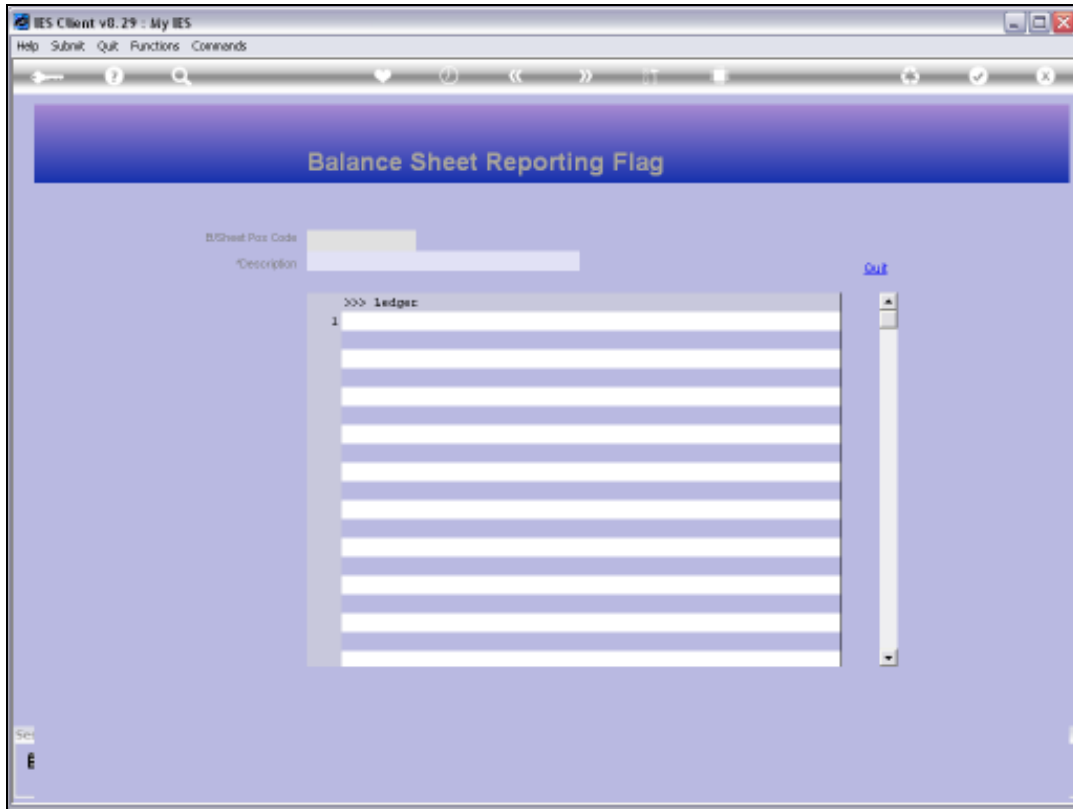 IES Client v8.29 : My IES
Help Submit Quit Functions Commands
Balance Sheet Reporting Flag
B/Sheet Pos Code
*Description
Quit
>>> ledger
1
Ser